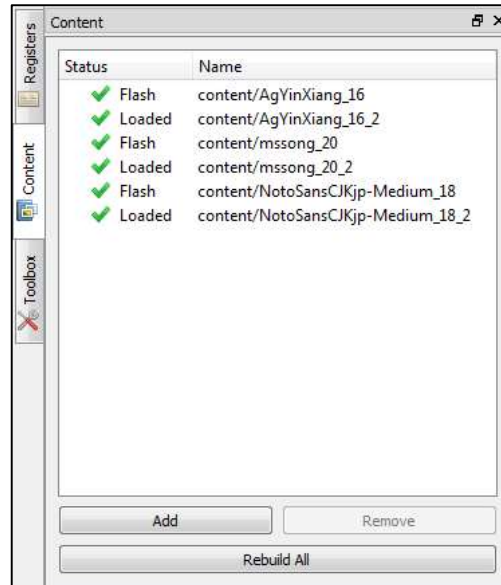 Content
Registers
Content
Toolbox
Status Name
Flash content/AgYinXiang_16
Loaded content/AgYinXiang_16_2
Flash content/mssong_20
Loaded content/mssong_20_2
Flash content/NotoSansCJKjp-Medium_18
Loaded content/NotoSansCJKjp-Medium_18_2
Add Remove
Rebuild All